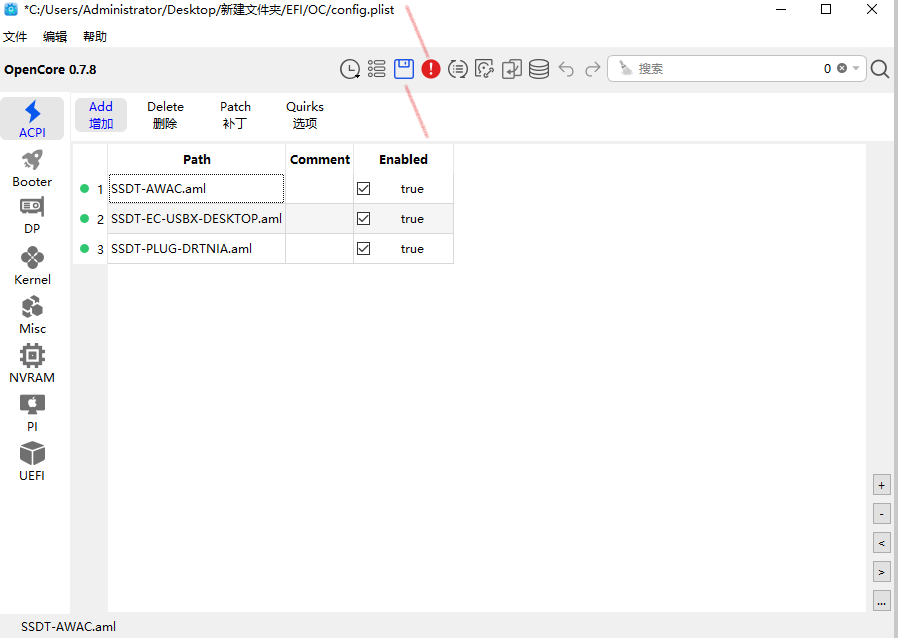 *C:/Users/Administrator/Desktop/新建文件夹/EFI/OC/config.plist
文件 编辑 帮助
OpenCore 0.7.8
搜索 0
ACPI
Booter
DP
Kernel
Misc
NVRAM
PI
UEFI
Add Delete Patch Quirks
增加 删除 补丁 选项
Path Comment Enabled
1 SSDT-AWAC.aml true
2 SSDT-EC-USBX-DESKTOP.aml true
3 SSDT-PLUG-DRTNIA.aml true
+
-
<
>
...
SSDT-AWAC.aml